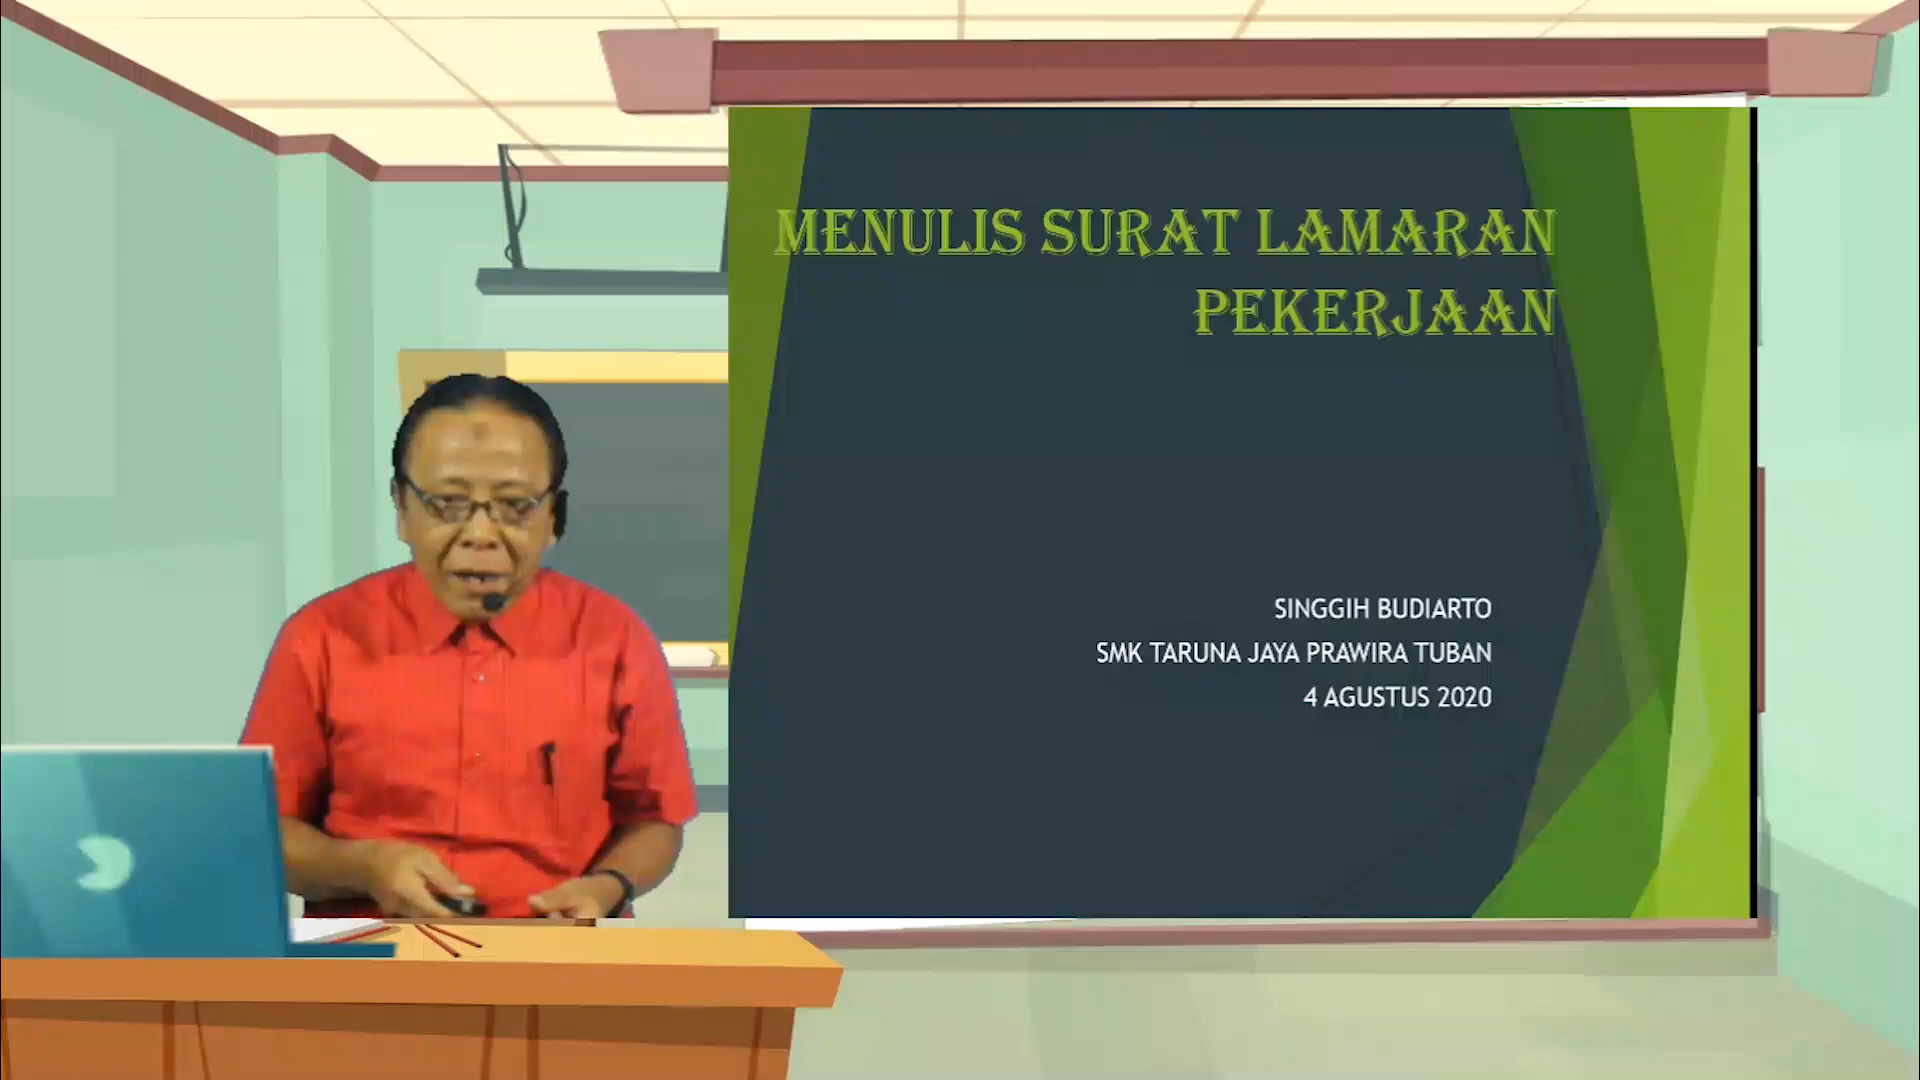 MENULIS SURAT LAMARAN
PEKERJAAN
SINGGIH BUDIARTO
SMK TARUNA JAYA PRAWIRA TUBAN
4 AGUSTUS 2020